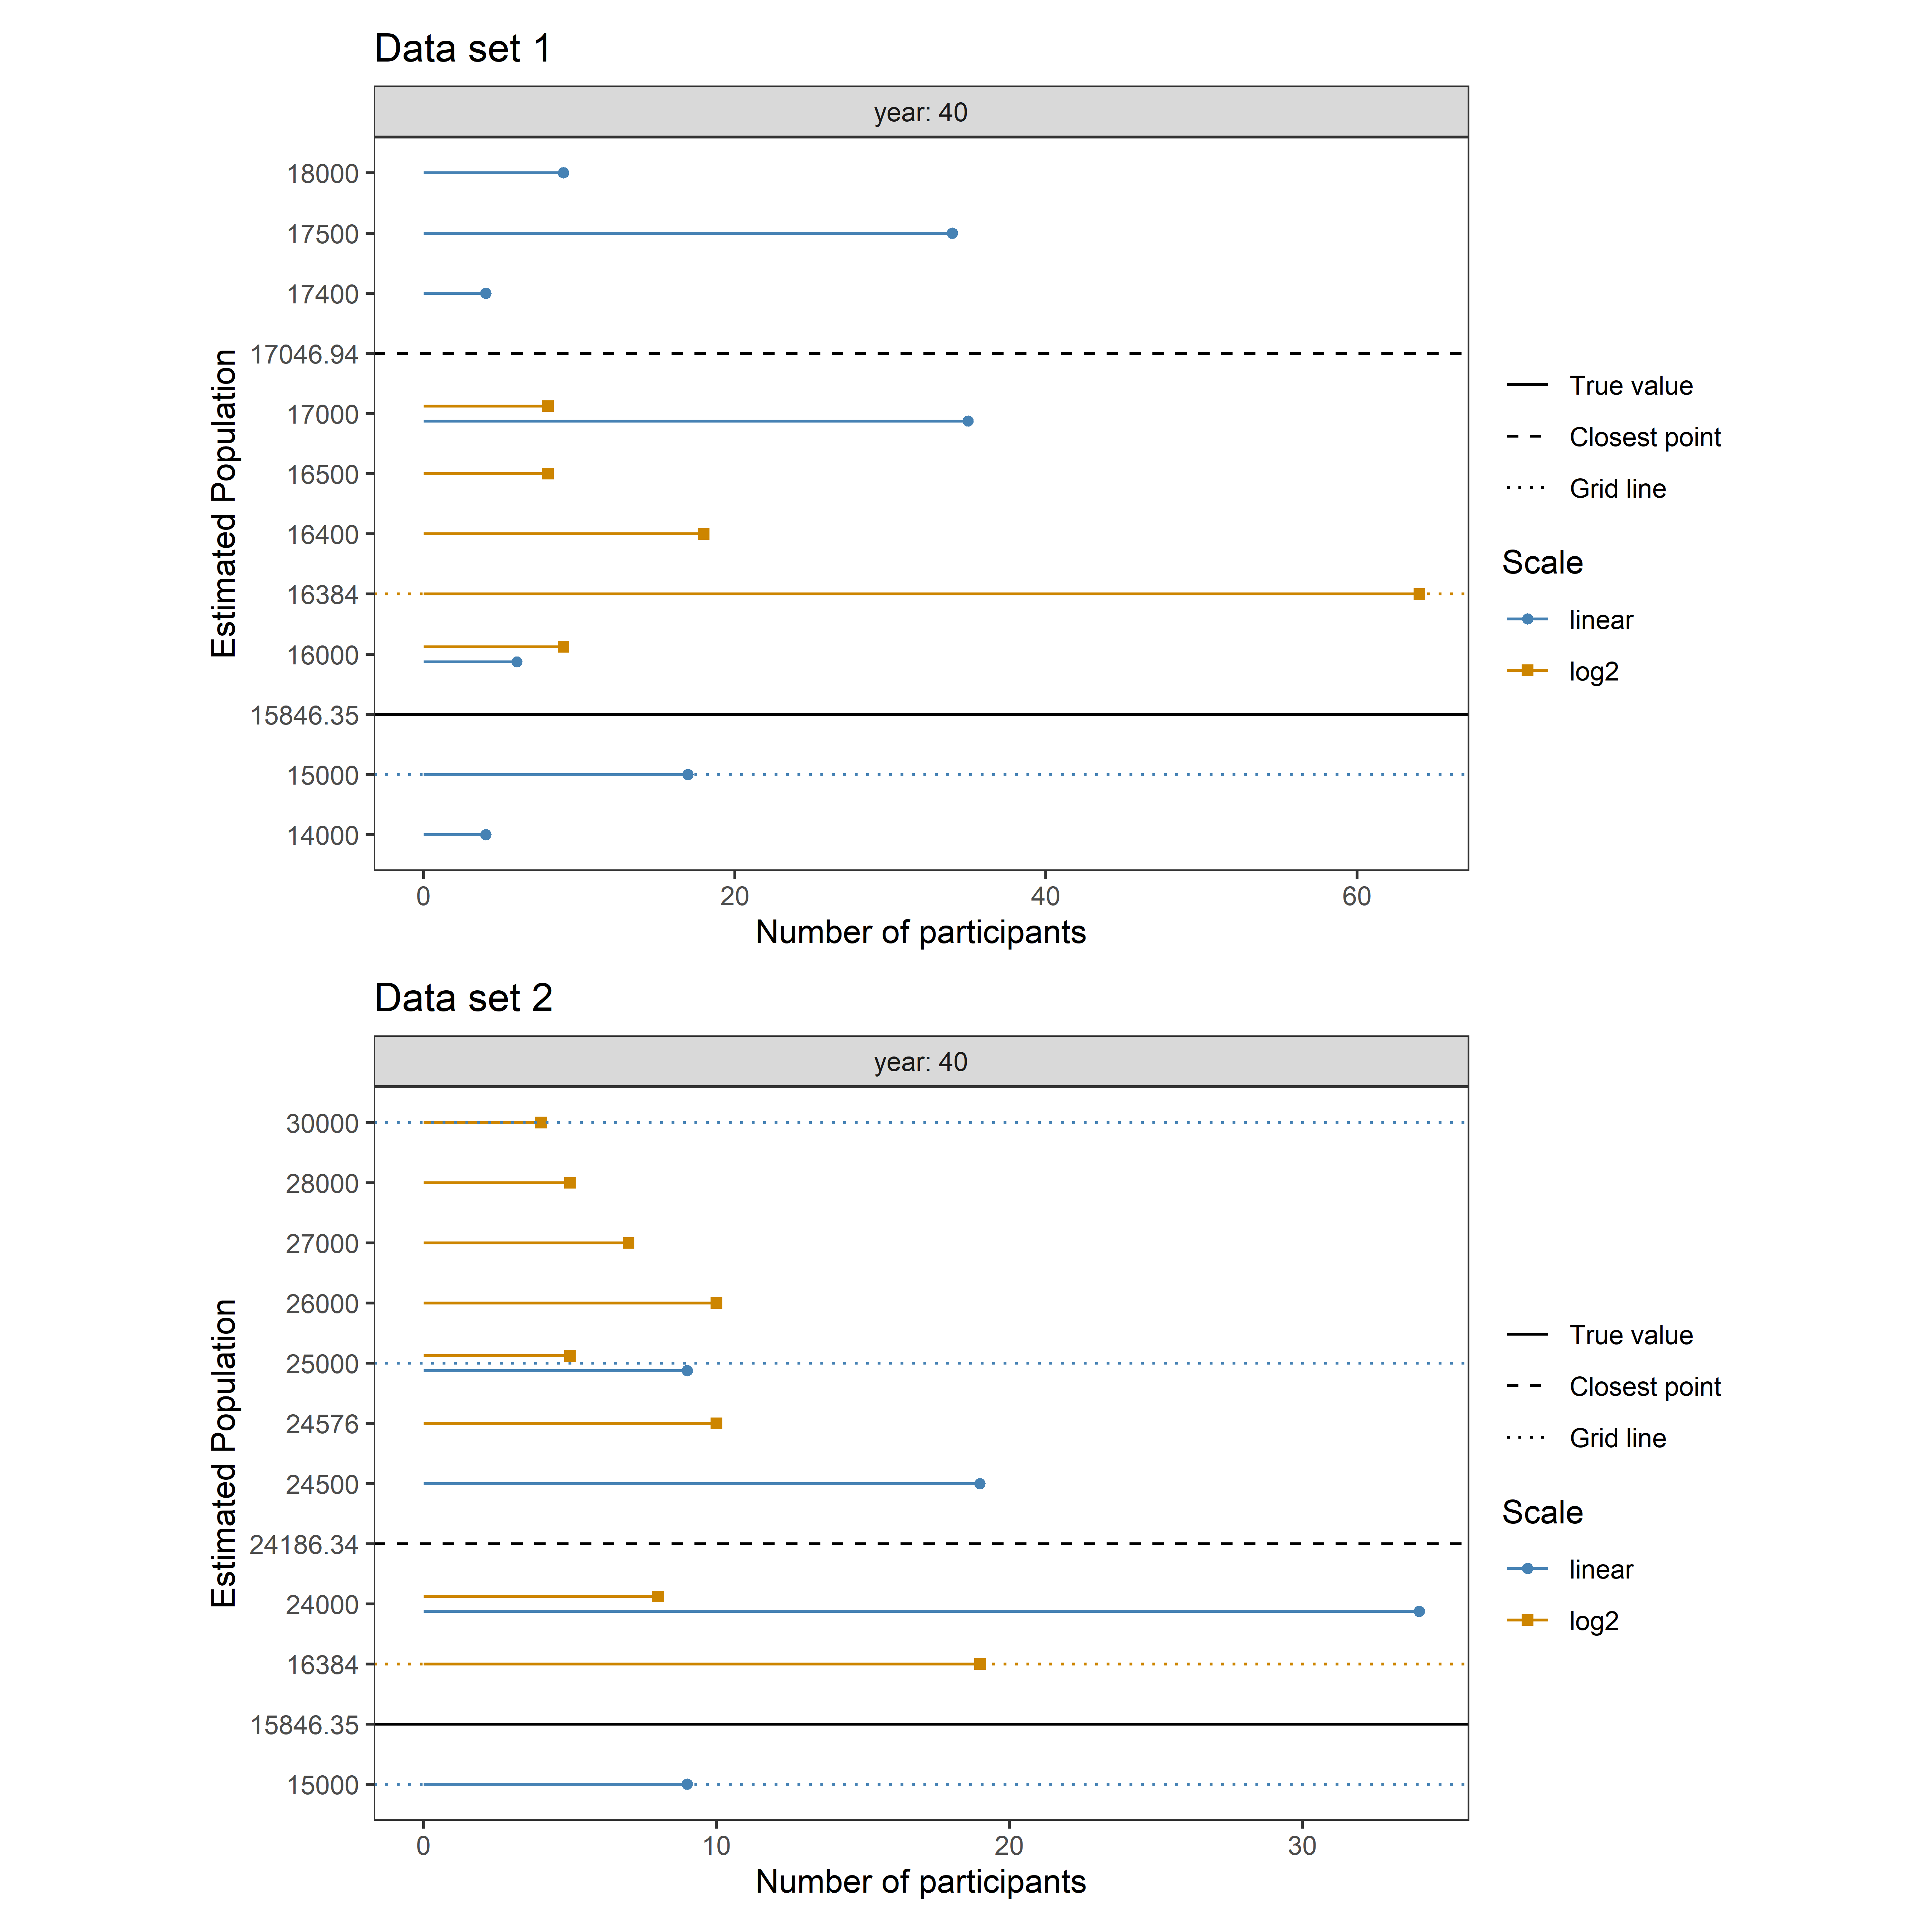 Data set 1
year: 40
18000
17500
17400
17046.94
17000
16500
16400
16384
16000
15846.35
15000
14000
Estimated Population
0 20 40 60
Number of participants
True value
Closest point
Grid line
Scale
linear
log2
Data set 2
year: 40
30000
28000
27000
26000
25000
24576
24500
24186.34
24000
16384
15846.35
15000
Estimated Population
0 10 20 30
Number of participants
True value
Closest point
Grid line
Scale
linear
log2